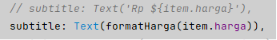 // subtitle: Text('Rp ${item.harga}'),
subtitle: Text(formatHarga(item.harga)),